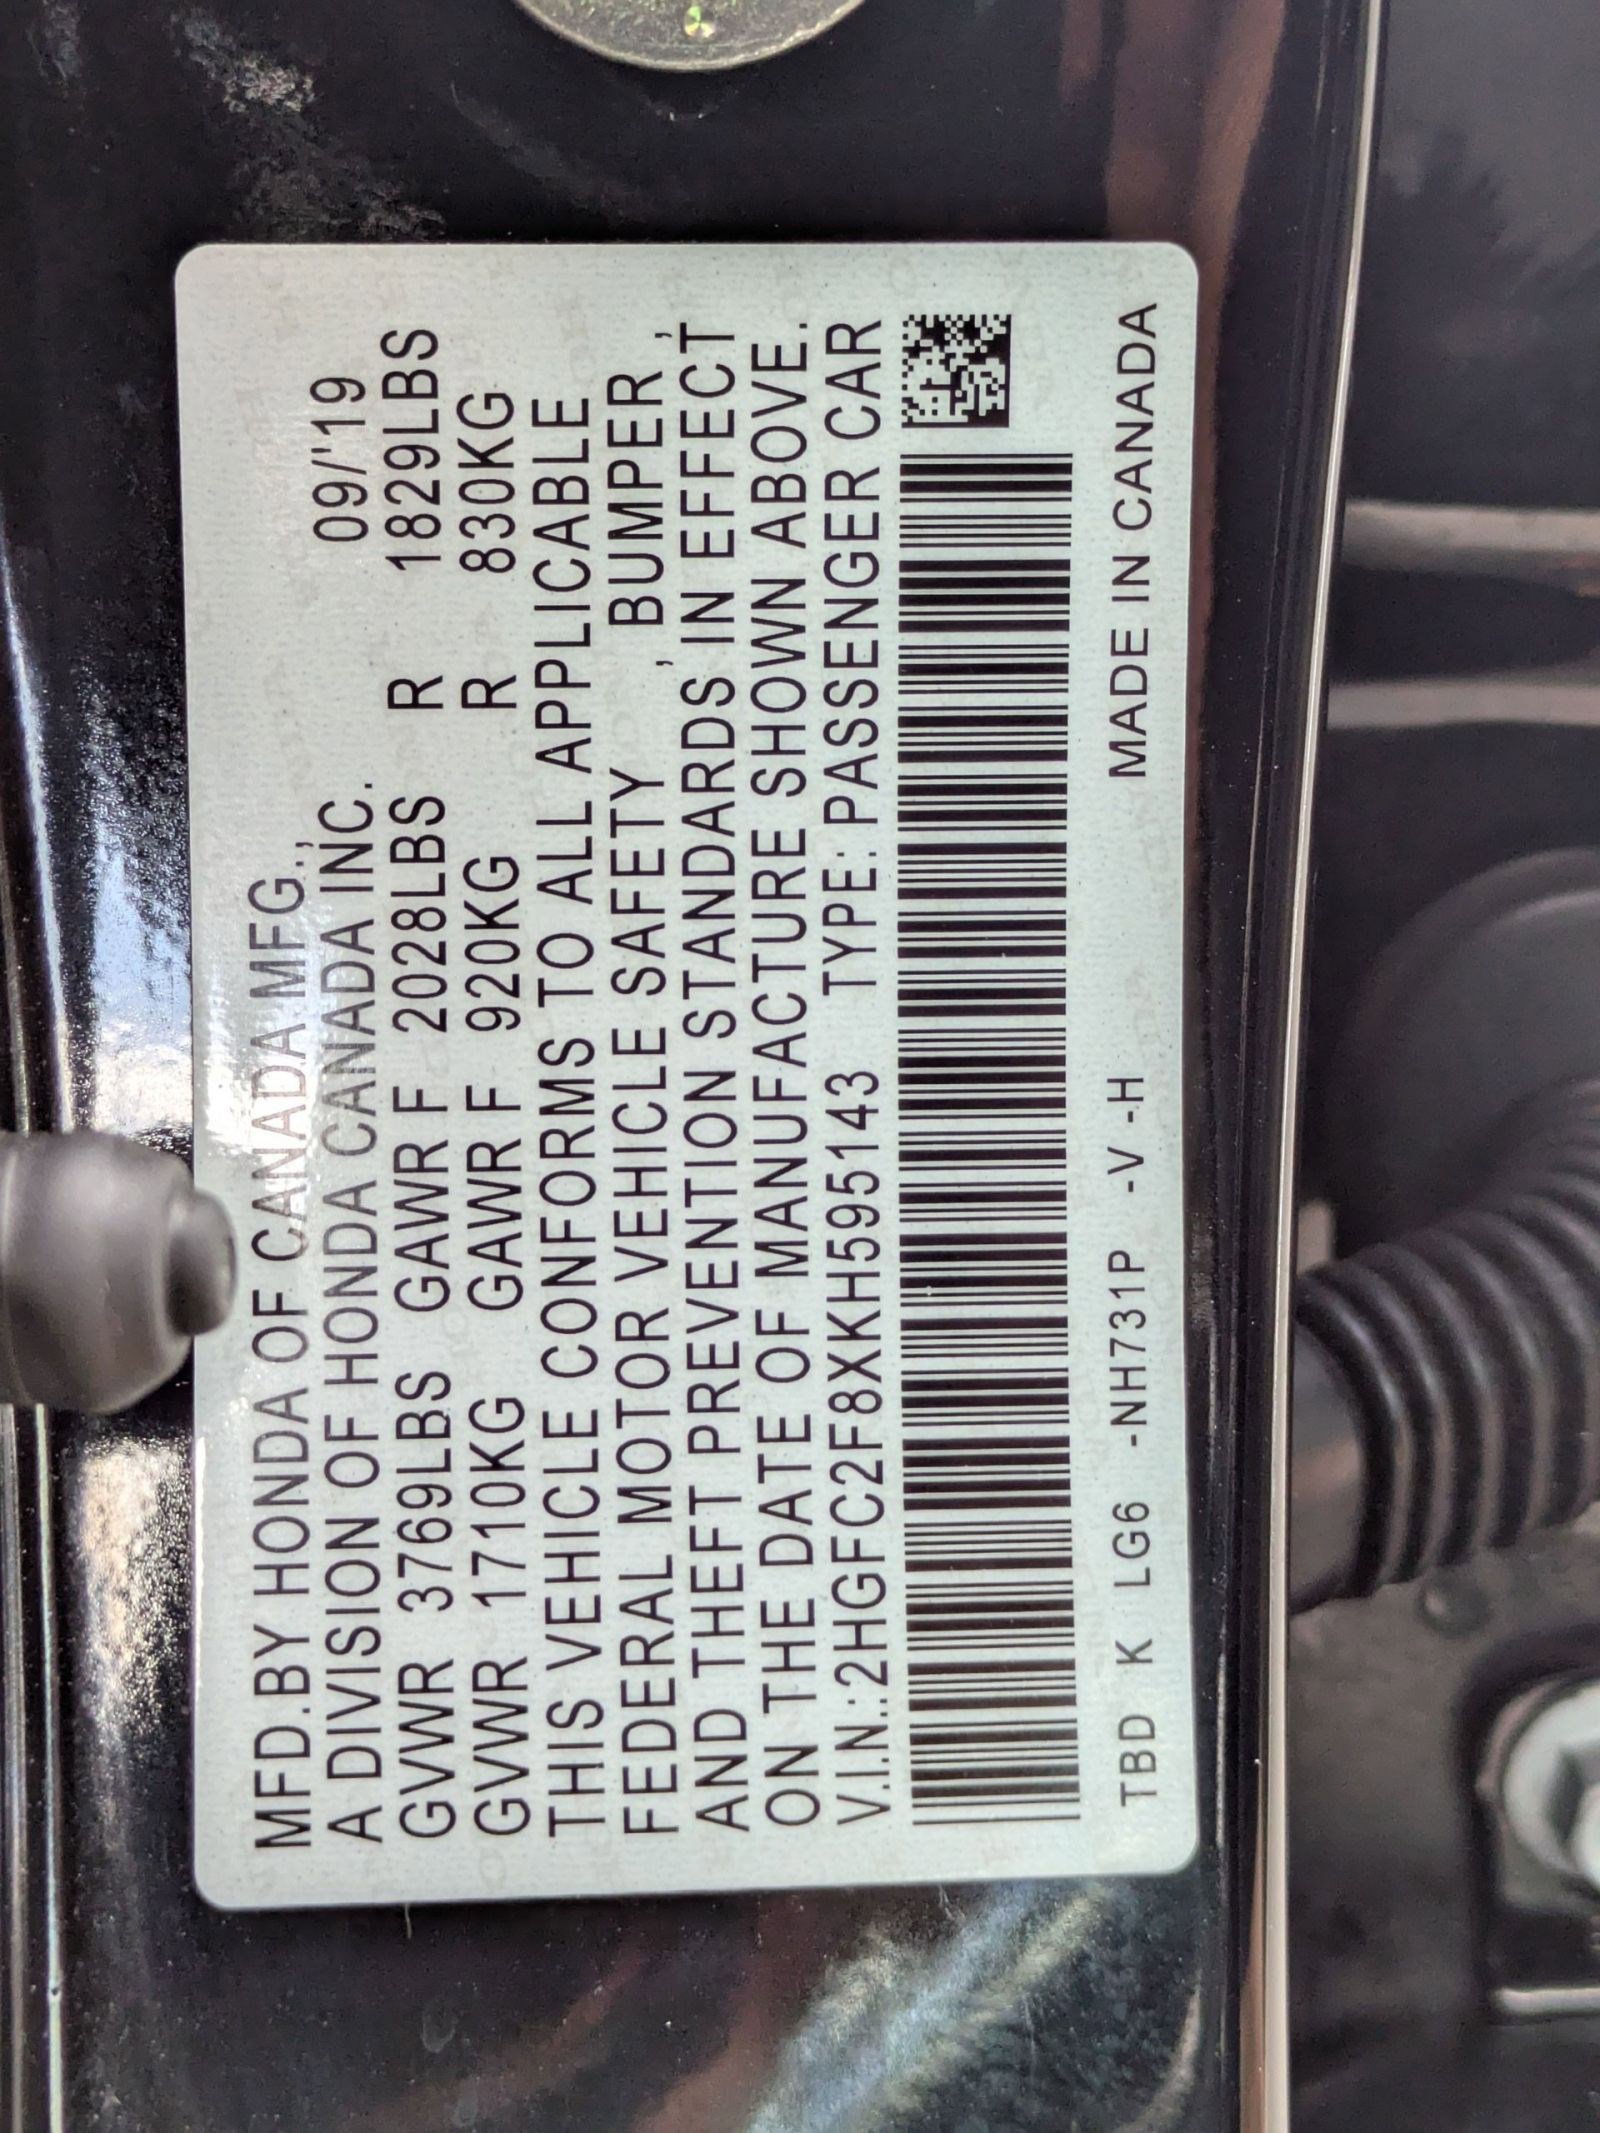 MFD.BY HONDA OF CANADA MFG.,
A DIVISION OF HONDA CANADA INC. 09/'19
GVWR 3769LBS GAWR F 2028LBS R 1829LBS
GVWR 1710KG GAWR F 920KG R 830KG
THIS VEHICLE CONFORMS TO ALL APPLICABLE
FEDERAL MOTOR VEHICLE SAFETY , BUMPER ,
AND THEFT PREVENTION STANDARDS IN EFFECT
ON THE DATE OF MANUFACTURE SHOWN ABOVE.
V.I.N.:2HGFC2F8XKH595143 TYPE:PASSENGER CAR
TBD K LG6 -NH731P -V -H MADE IN CANADA